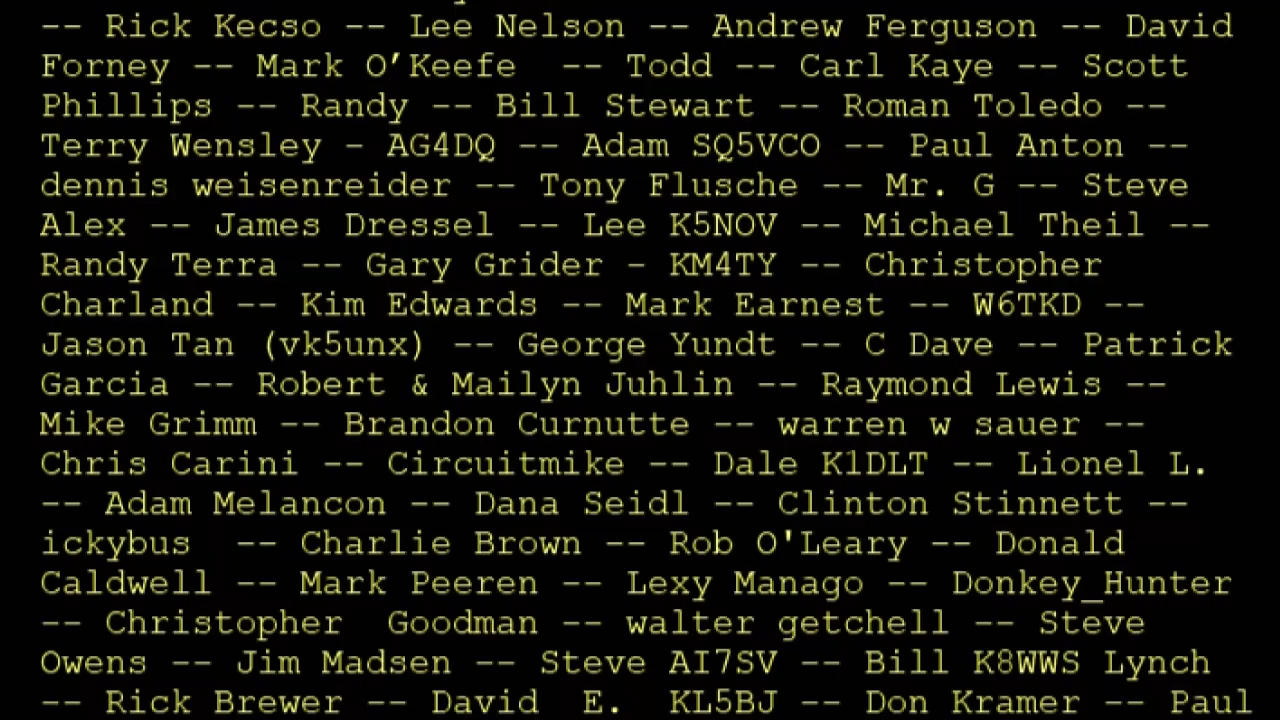 -- Rick Kecso -- Lee Nelson -- Andrew Ferguson -- David
Forney -- Mark O’Keefe  -- Todd -- Carl Kaye -- Scott
Phillips -- Randy -- Bill Stewart -- Roman Toledo --
Terry Wensley - AG4DQ -- Adam SQ5VCO -- Paul Anton --
dennis weisenreider -- Tony Flusche -- Mr. G -- Steve
Alex -- James Dressel -- Lee K5NOV -- Michael Theil --
Randy Terra -- Gary Grider - KM4TY -- Christopher
Charland -- Kim Edwards -- Mark Earnest -- W6TKD --
Jason Tan (vk5unx) -- George Yundt -- C Dave -- Patrick
Garcia -- Robert & Mailyn Juhlin -- Raymond Lewis --
Mike Grimm -- Brandon Curnutte -- warren w sauer --
Chris Carini -- Circuitmike -- Dale K1DLT -- Lionel L.
-- Adam Melancon -- Dana Seidl -- Clinton Stinnett --
ickybus  -- Charlie Brown -- Rob O'Leary -- Donald
Caldwell -- Mark Peeren -- Lexy Manago -- Donkey_Hunter
-- Christopher  Goodman -- walter getchell -- Steve
Owens -- Jim Madsen -- Steve AI7SV -- Bill K8WWS Lynch
-- Rick Brewer -- David  E.  KL5BJ -- Don Kramer -- Paul